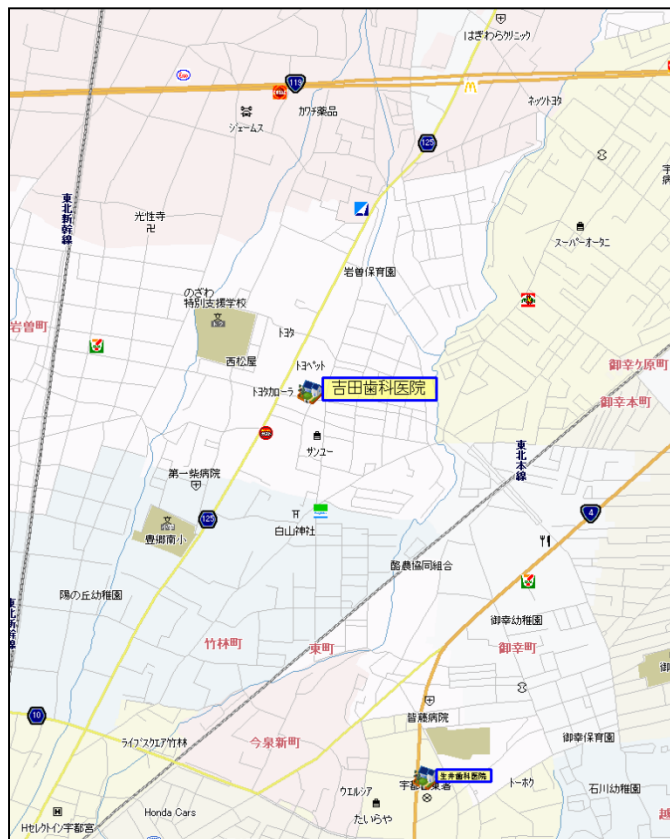 はぎわらクリニック
119
カワチ薬品
ジェームス
ネッツトヨタ
125
東北新幹線
光性寺
スーパーオータニ
岩曽保育園
のざわ
特別支援学校
岩曽町
トヨタ
西松屋
トヨペット
トヨタカローラ
吉田歯科医院
御幸ケ原町
御幸本町
サンユー
東北本線
第一柴病院
125
4
豊郷南小
白山神社
酪農協同組合
陽の丘幼稚園
御幸幼稚園
竹林町
東町
御幸町
10
皆藤病院
ライフスクエア竹林
今泉新町
御幸保育園
生井歯科医院
ウエルシア
トーホク
石川幼稚園
Honda Cars
たいらや
Hセレクトイン宇都宮